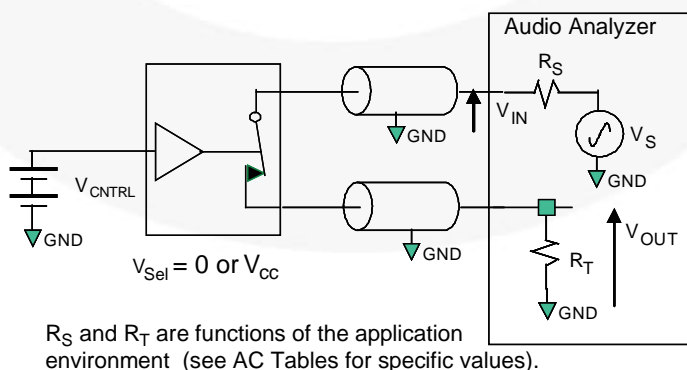 Audio Analyzer
R_S
V_IN
V_S
GND
GND
V_CNTRL
GND
GND
V_OUT
R_T
GND
V_Sel = 0 or V_cc
R_S and R_T are functions of the application
environment (see AC Tables for specific values).